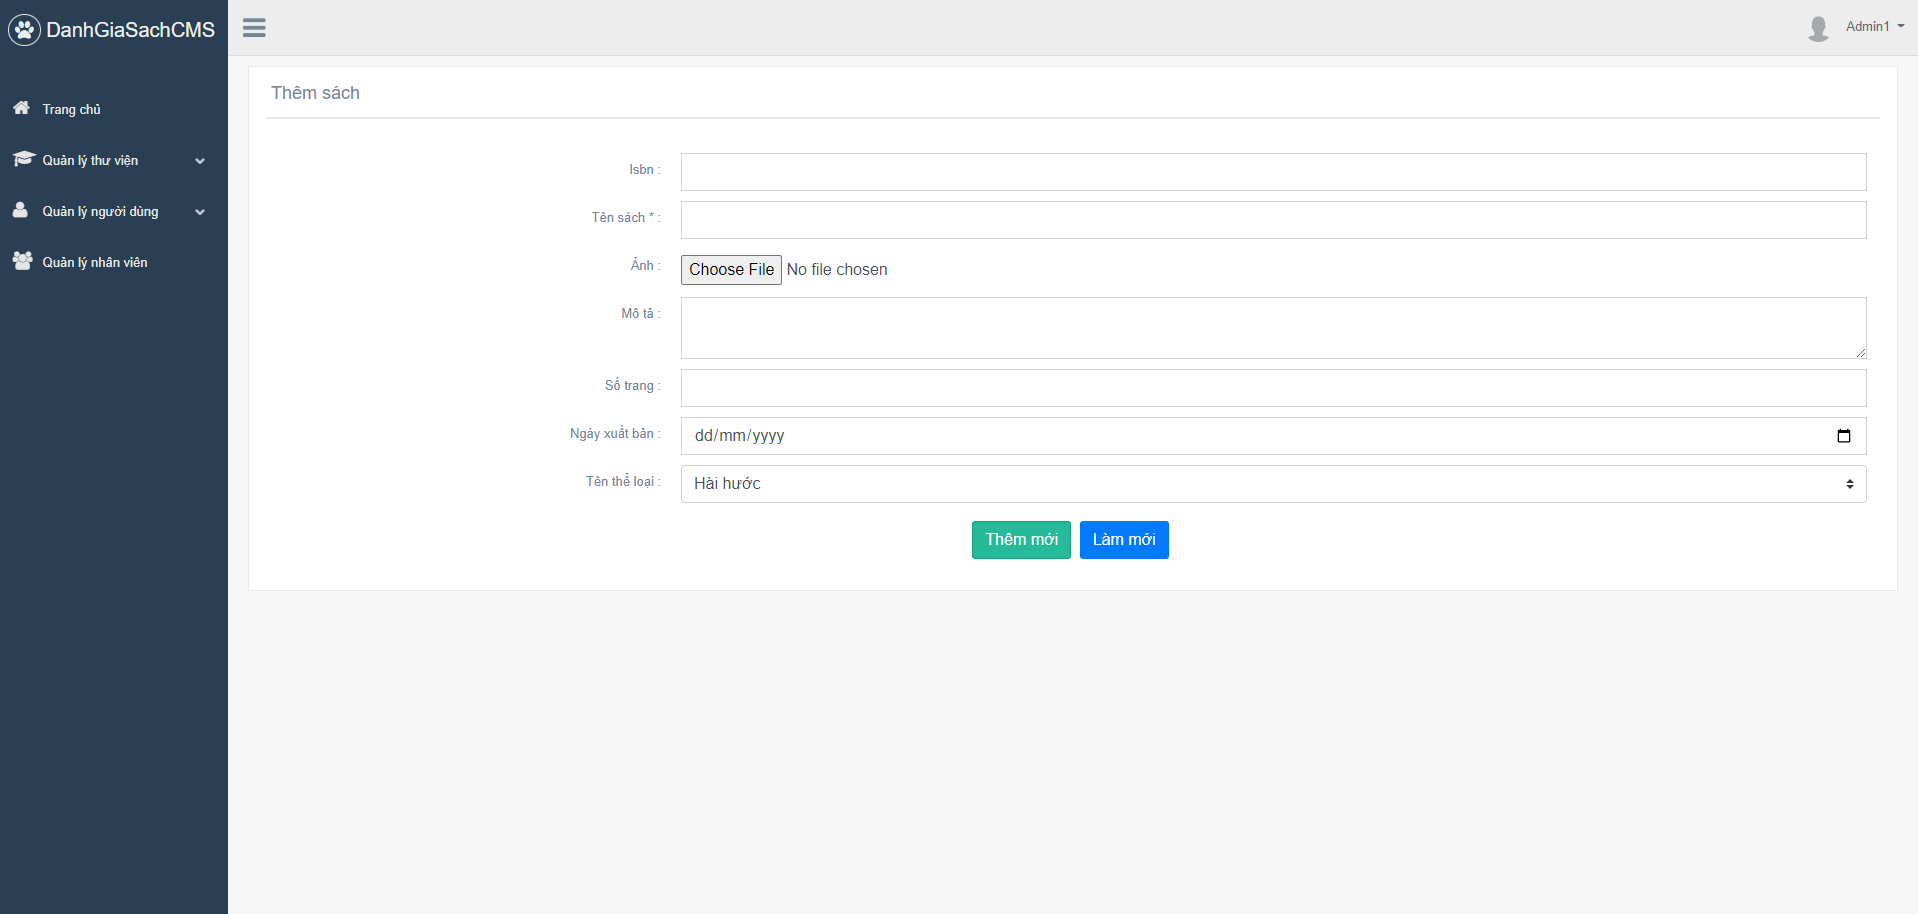 DanhGiaSachCMS
Admin1
Trang chủ
Quản lý thư viện
Quản lý người dùng
Quản lý nhân viên
Thêm sách
Isbn :
Tên sách * :
Ảnh :
Choose File No file chosen
Mô tả :
Số trang :
Ngày xuất bản :
dd/mm/yyyy
Tên thể loại :
Hài hước
Thêm mới
Làm mới